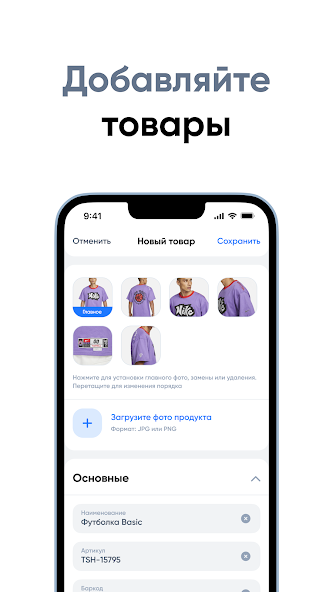 Добавляйте
товары
9:41
Отменить
Новый товар
Сохранить
Главное
Нажмите для установки главного фото, замены или удаления.
Перетащите для изменения порядка.
Загрузите фото продукта
Формат: JPG или PNG
Основные
Наименование
Футболка Basic
Артикул
TSH-15795
Баркод